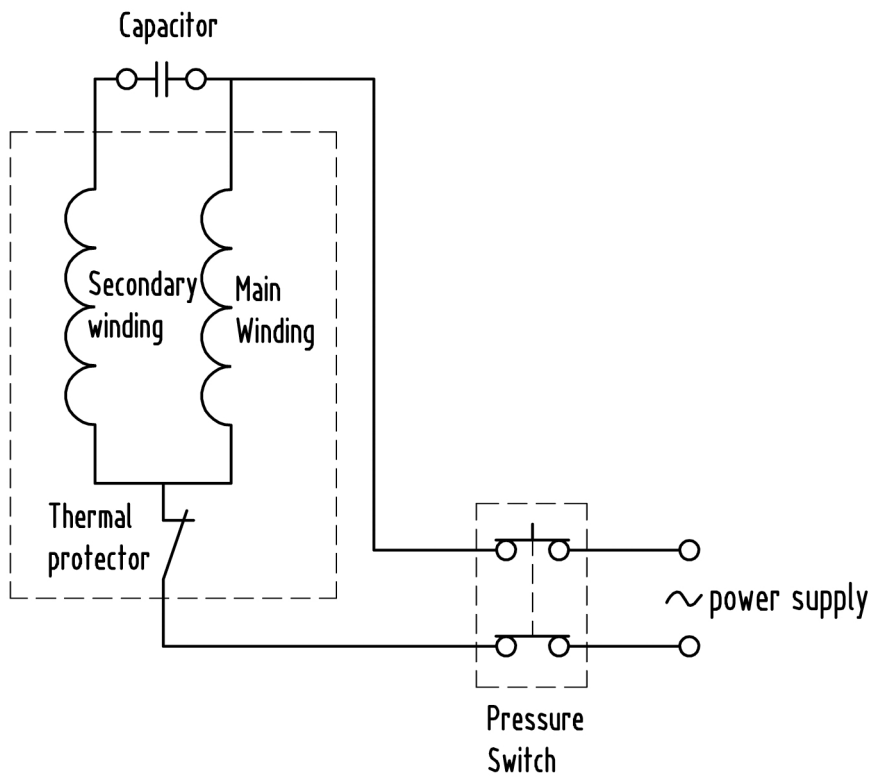 Capacitor
Secondary
winding
Main
Winding
Thermal
protector
power supply
Pressure
Switch